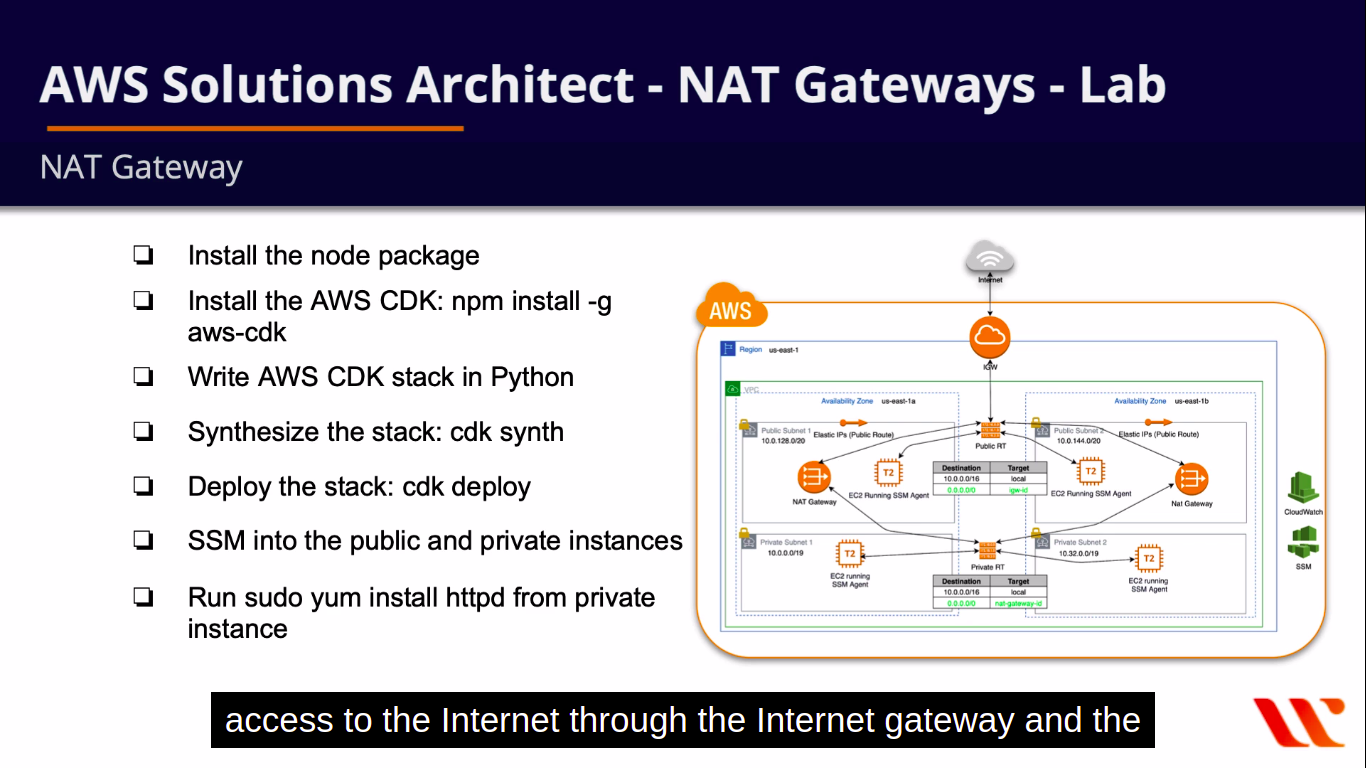 AWS Solutions Architect - NAT Gateways - Lab
NAT Gateway
Install the node package
Install the AWS CDK: npm install -g
aws-cdk
Write AWS CDK stack in Python
Synthesize the stack: cdk synth
Deploy the stack: cdk deploy
SSM into the public and private instances
Run sudo yum install httpd from private
instance
Internet
AWS
IGW
Region us-east-1
VPC
Availability Zone us-east-1a
Availability Zone us-east-1b
Public Subnet 1
10.0.128.0/20
Elastic IPs (Public Route)
Public RT
Public Subnet 2
10.0.144.0/20
Elastic IPs (Public Route)
NAT Gateway
T2
EC2 Running SSM Agent
Destination Target
10.0.0.0/16 local
0.0.0.0/0 igw-id
T2
EC2 Running SSM Agent
Nat Gateway
Private Subnet 1
10.0.0.0/19
T2
EC2 running
SSM Agent
Private RT
Destination Target
10.0.0.0/16 local
0.0.0.0/0 nat-gateway-id
Private Subnet 2
10.32.0.0/19
T2
EC2 running
SSM Agent
CloudWatch
SSM
access to the Internet through the Internet gateway and the